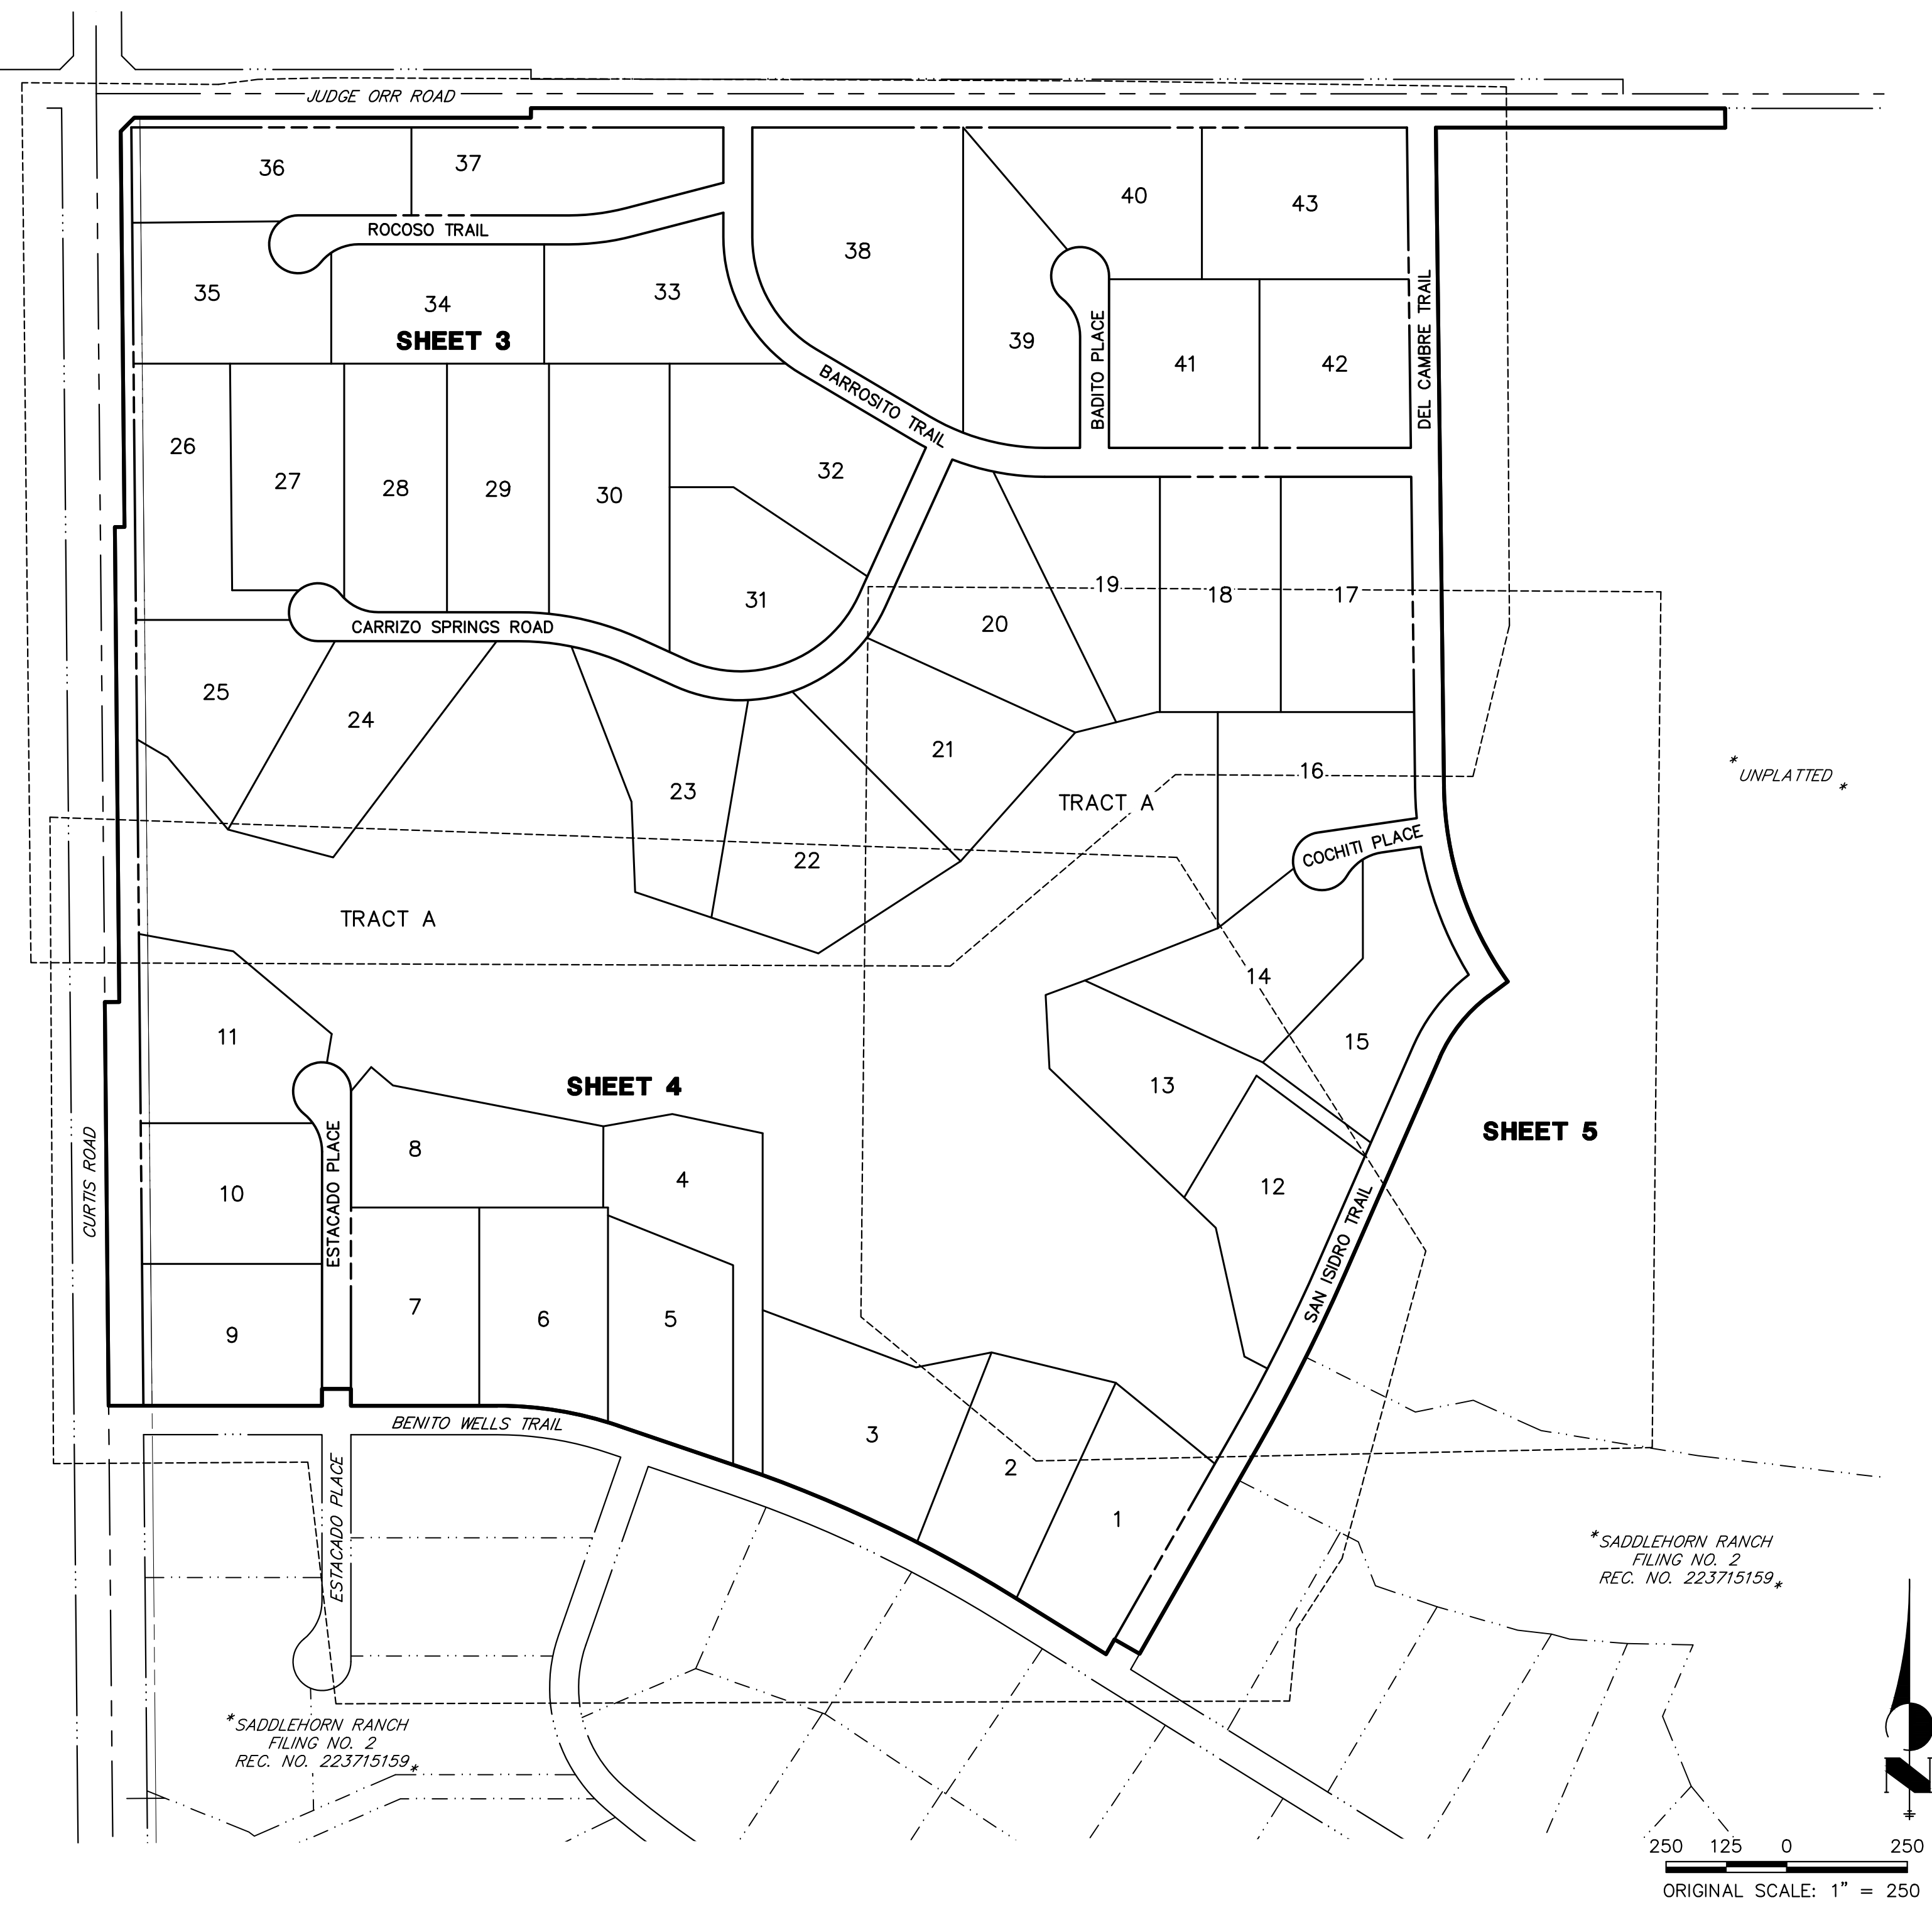 JUDGE ORR ROAD
36
37
40
43
ROCOSO TRAIL
38
35
34
33
SHEET 3
39
BADITO PLACE
41
42
DEL CAMBRE TRAIL
BARROSITO TRAIL
26
27
28
29
30
32
31
CARRIZO SPRINGS ROAD
20
19
18
17
25
24
23
21
22
16
TRACT A
* UNPLATTED *
COCHITI PLACE
TRACT A
14
15
11
13
SHEET 4
SHEET 5
CURTIS ROAD
ESTACADO PLACE
8
4
10
12
SAN ISIDRO TRAIL
9
7
6
5
BENITO WELLS TRAIL
3
2
1
ESTACADO PLACE
*SADDLEHORN RANCH
FILING NO. 2
REC. NO. 223715159*
*SADDLEHORN RANCH
FILING NO. 2
REC. NO. 223715159*
N
250 125 0 250
ORIGINAL SCALE: 1" = 250